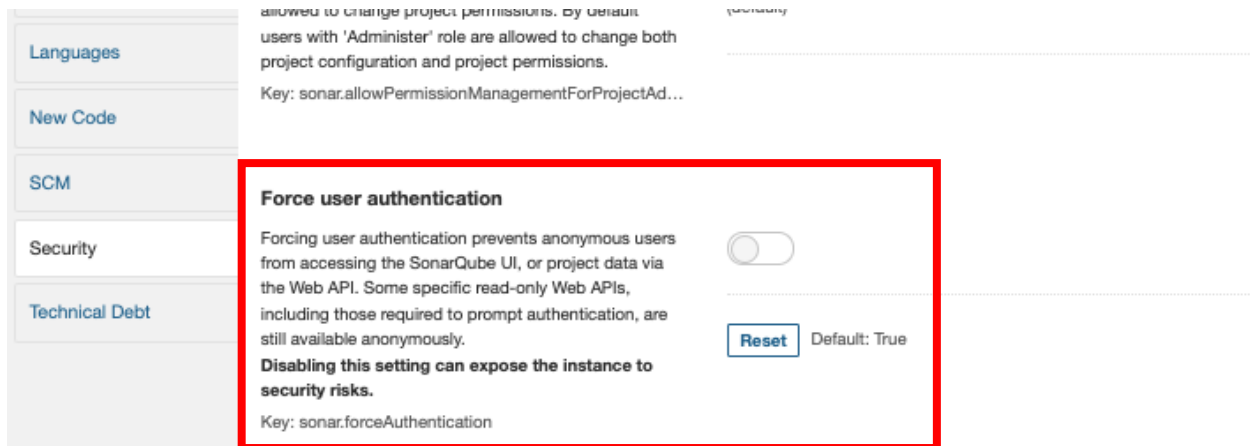 Languages
New Code
SCM
Security
Technical Debt
allowed to change project permissions. By default
users with 'Administer' role are allowed to change both
project configuration and project permissions.
Key: sonar.allowPermissionManagementForProjectAd...
(default)
Force user authentication
Forcing user authentication prevents anonymous users
from accessing the SonarQube UI, or project data via
the Web API. Some specific read-only Web APIs,
including those required to prompt authentication, are
still available anonymously.
Disabling this setting can expose the instance to
security risks.
Key: sonar.forceAuthentication
Reset Default: True